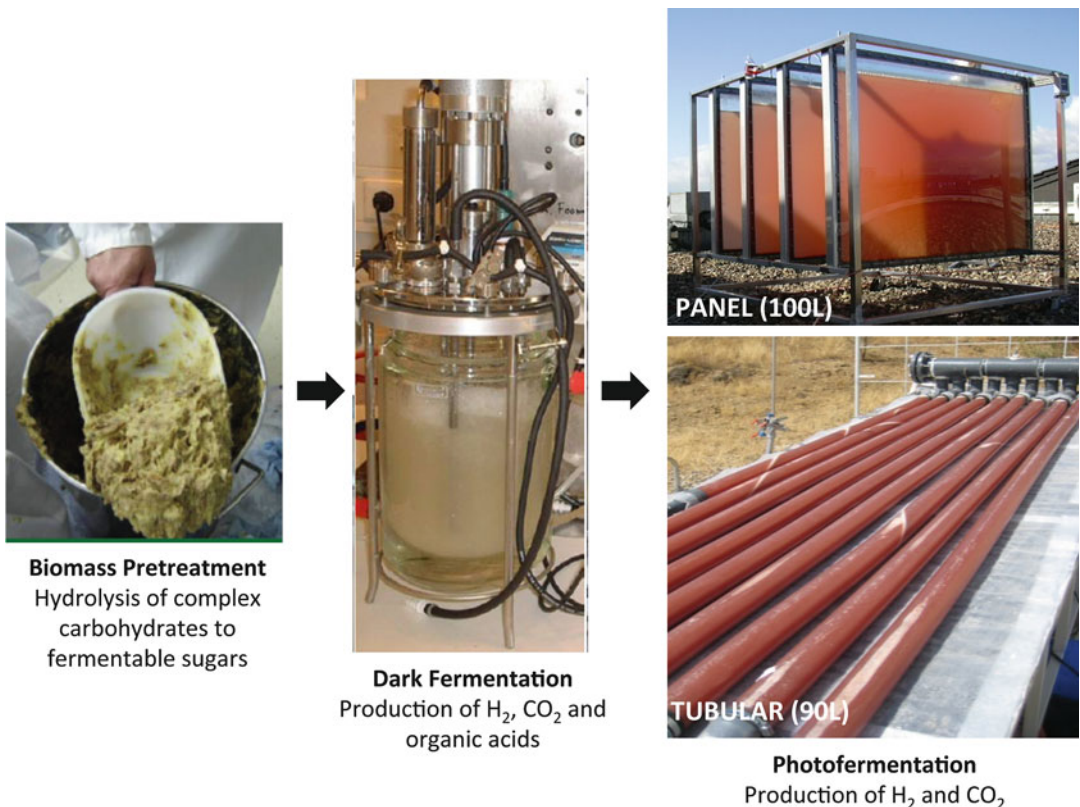 Biomass Pretreatment
Hydrolysis of complex
carbohydrates to
fermentable sugars
Foam
Dark Fermentation
Production of H₂, CO₂ and
organic acids
PANEL (100L)
TUBULAR (90L)
Photofermentation
Production of H₂ and CO₂